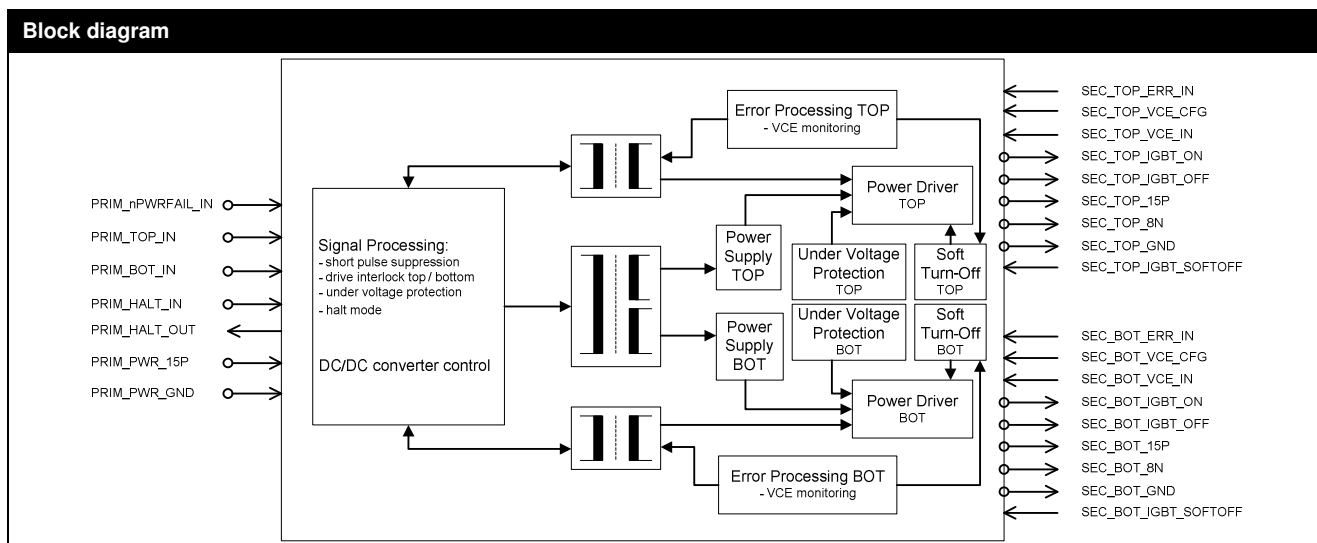 Block diagram
PRIM_nPWRFAIL_IN
PRIM_TOP_IN
PRIM_BOT_IN
PRIM_HALT_IN
PRIM_HALT_OUT
PRIM_PWR_15P
PRIM_PWR_GND
Signal Processing:
- short pulse suppression
- drive interlock top / bottom
- under voltage protection
- halt mode
DC/DC converter control
Error Processing TOP
- VCE monitoring
Power Driver
TOP
Power
Supply
TOP
Under Voltage
Protection
TOP
Soft
Turn-Off
TOP
Power
Supply
BOT
Under Voltage
Protection
BOT
Soft
Turn-Off
BOT
Power Driver
BOT
Error Processing BOT
- VCE monitoring
SEC_TOP_ERR_IN
SEC_TOP_VCE_CFG
SEC_TOP_VCE_IN
SEC_TOP_IGBT_ON
SEC_TOP_IGBT_OFF
SEC_TOP_15P
SEC_TOP_8N
SEC_TOP_GND
SEC_TOP_IGBT_SOFTOFF
SEC_BOT_ERR_IN
SEC_BOT_VCE_CFG
SEC_BOT_VCE_IN
SEC_BOT_IGBT_ON
SEC_BOT_IGBT_OFF
SEC_BOT_15P
SEC_BOT_8N
SEC_BOT_GND
SEC_BOT_IGBT_SOFTOFF